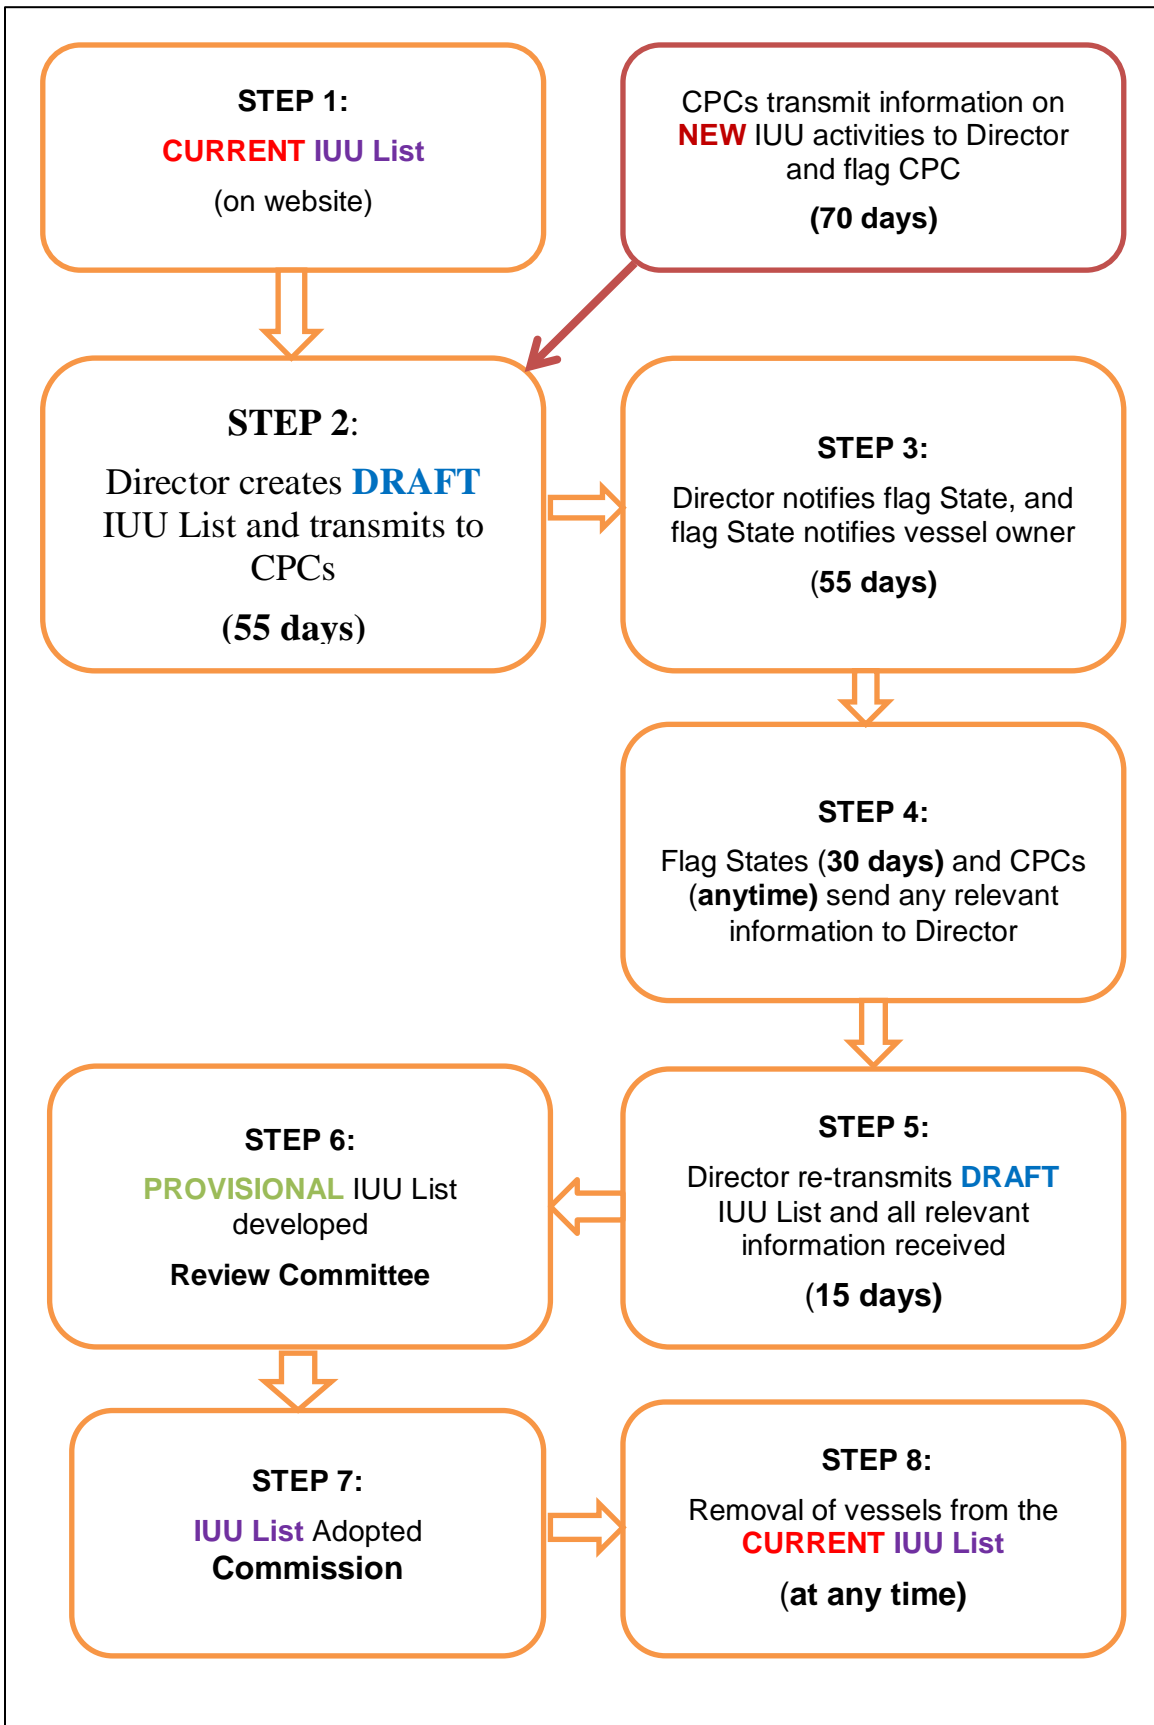 STEP 1:
CURRENT IUU List
(on website)
CPCs transmit information on
NEW IUU activities to Director
and flag CPC
(70 days)
STEP 2:
Director creates DRAFT
IUU List and transmits to
CPCs
(55 days)
STEP 3:
Director notifies flag State, and
flag State notifies vessel owner
(55 days)
STEP 4:
Flag States (30 days) and CPCs
(anytime) send any relevant
information to Director
STEP 5:
Director re-transmits DRAFT
IUU List and all relevant
information received
(15 days)
STEP 6:
PROVISIONAL IUU List
developed
Review Committee
STEP 7:
IUU List Adopted
Commission
STEP 8:
Removal of vessels from the
CURRENT IUU List
(at any time)